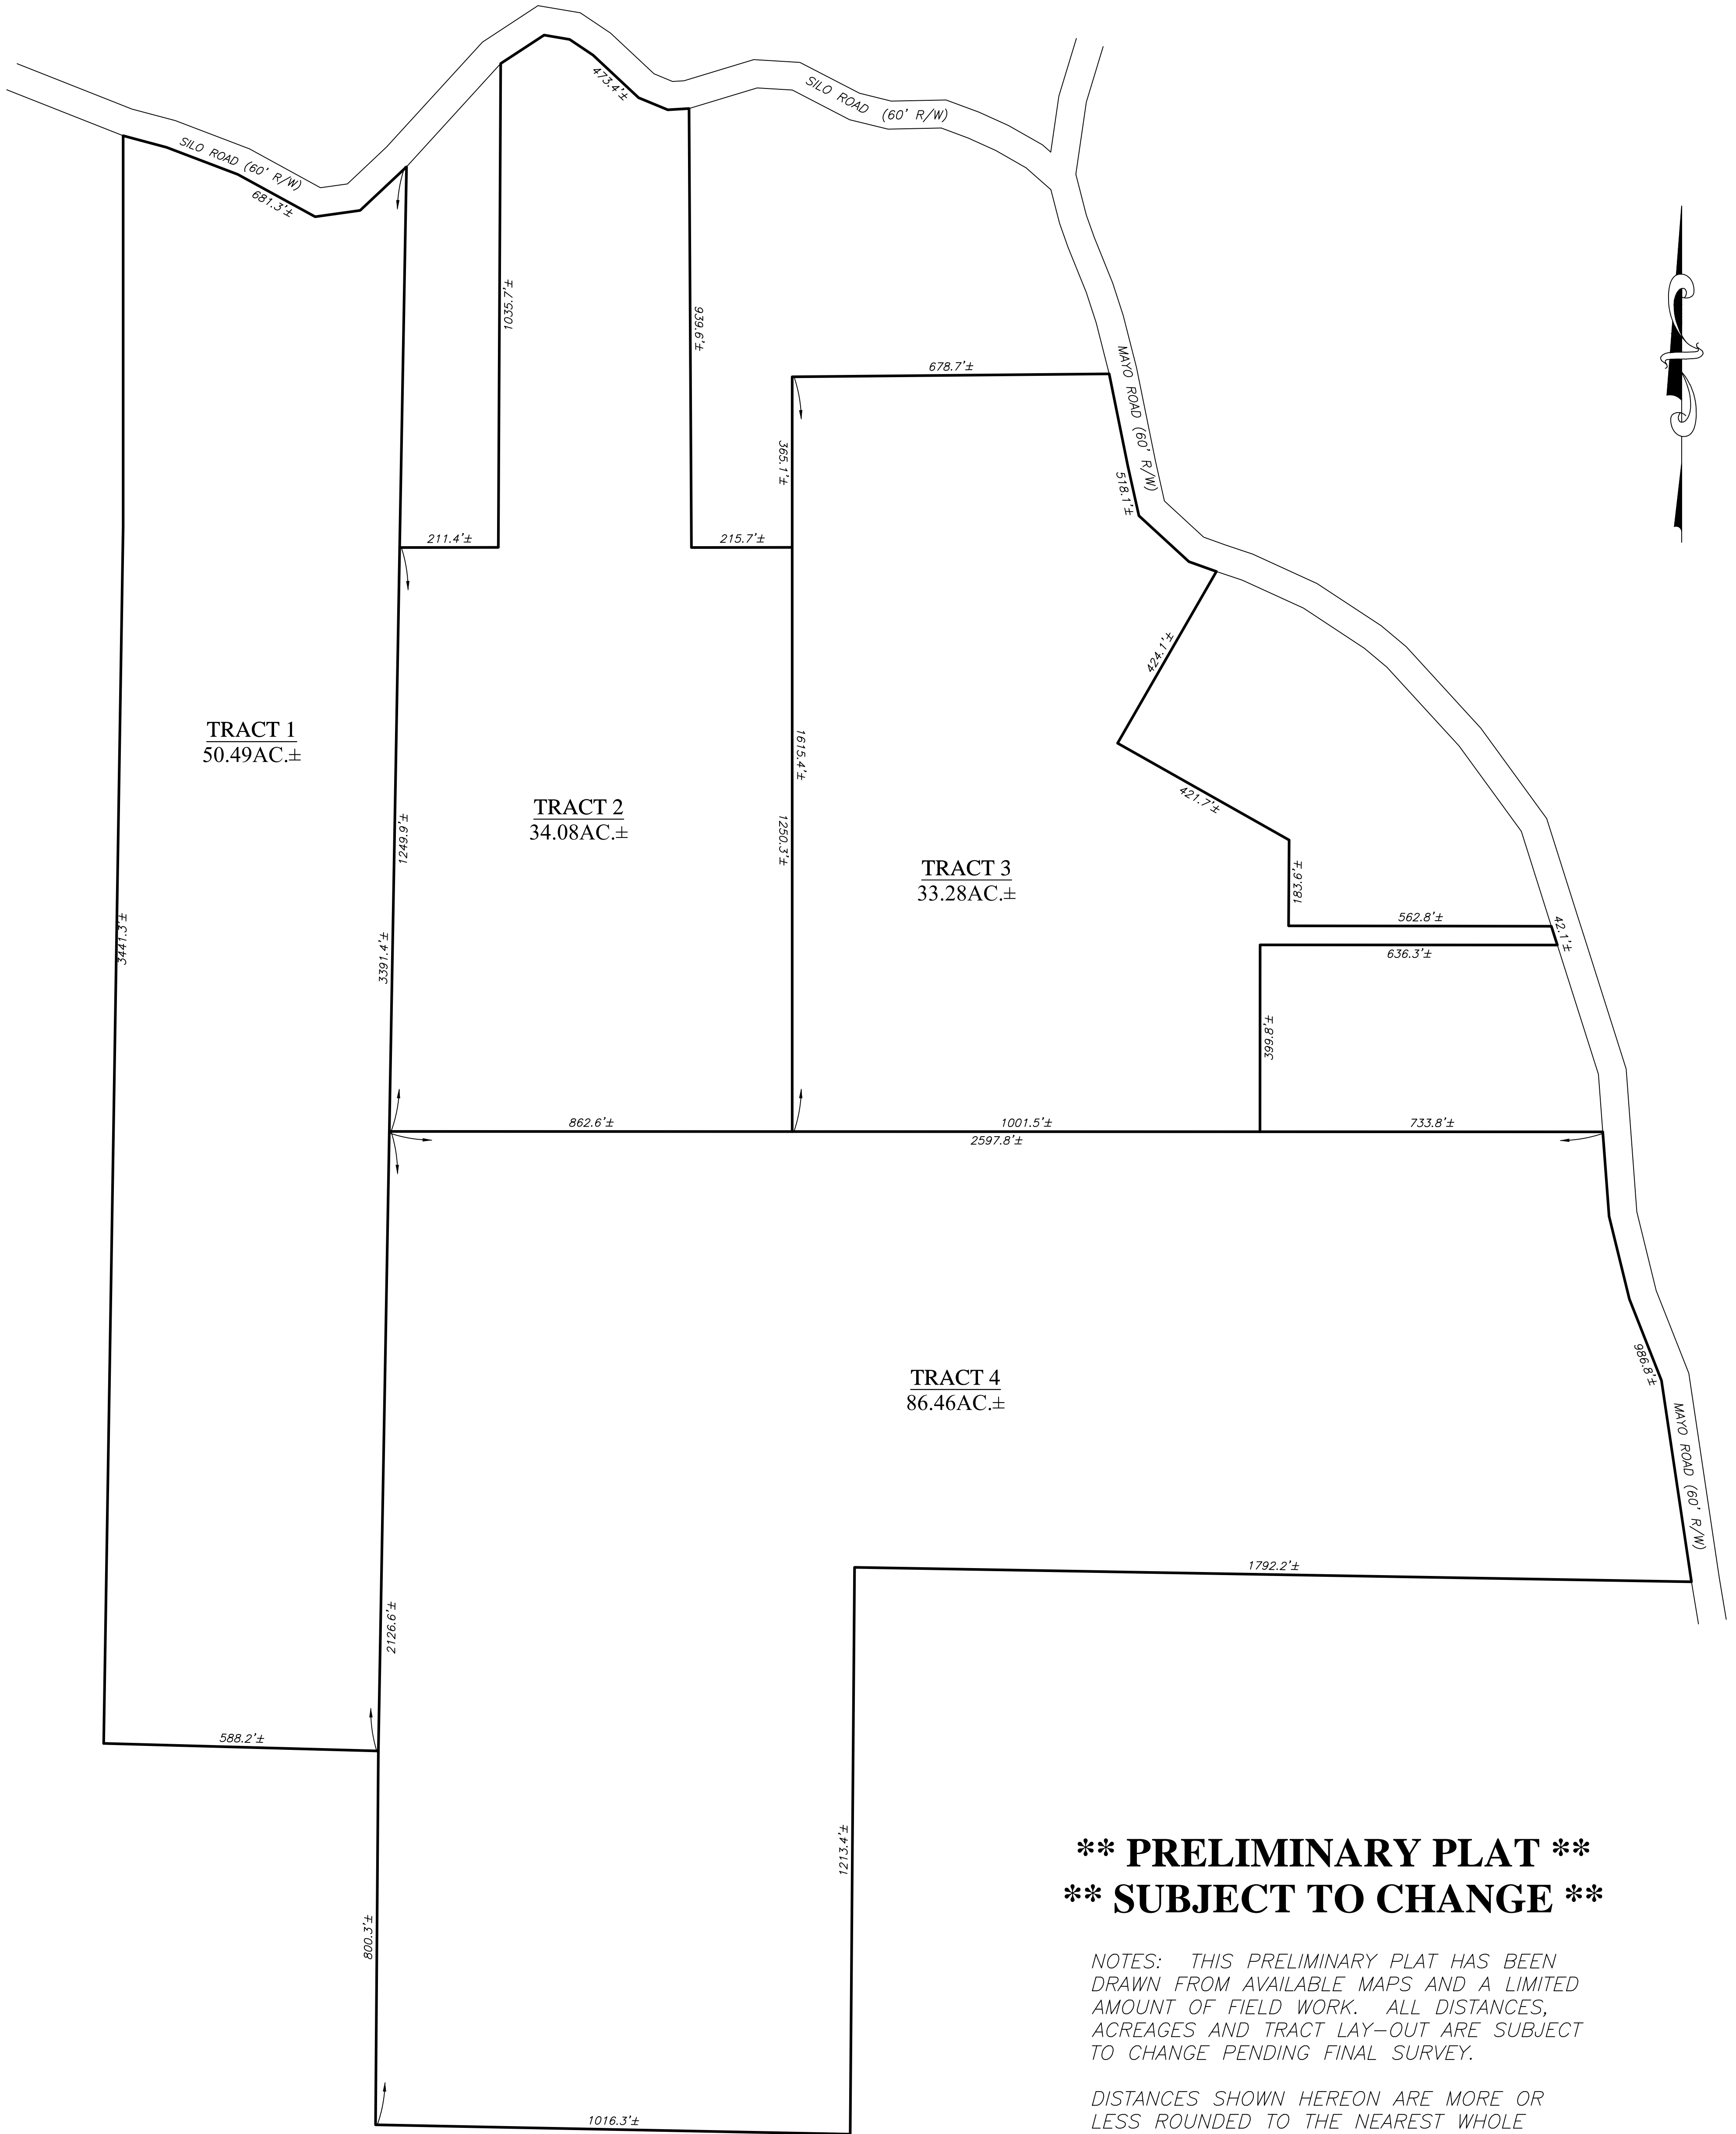 473.4'±
SILO ROAD (60' R/W)
SILO ROAD (60' R/W)
681.3'±
1035.7'±
939.6'±
678.7'±
MAYO ROAD (60' R/W)
365.1'±
518.1'±
211.4'±
215.7'±
424.1'±
TRACT 1
50.49AC.±
1615.4'±
421.7'±
TRACT 2
34.08AC.±
1249.9'±
1250.3'±
TRACT 3
33.28AC.±
183.6'±
562.8'±
42.1'±
3441.3'±
3391.4'±
636.3'±
399.8'±
862.6'±
1001.5'±
733.8'±
2597.8'±
986.8'±
TRACT 4
86.46AC.±
MAYO ROAD (60' R/W)
1792.2'±
2126.6'±
588.2'±
1213.4'±
800.3'±
1016.3'±
** PRELIMINARY PLAT **
** SUBJECT TO CHANGE **
NOTES: THIS PRELIMINARY PLAT HAS BEEN
DRAWN FROM AVAILABLE MAPS AND A LIMITED
AMOUNT OF FIELD WORK. ALL DISTANCES,
ACREAGES AND TRACT LAY-OUT ARE SUBJECT
TO CHANGE PENDING FINAL SURVEY.
DISTANCES SHOWN HEREON ARE MORE OR
LESS ROUNDED TO THE NEAREST WHOLE